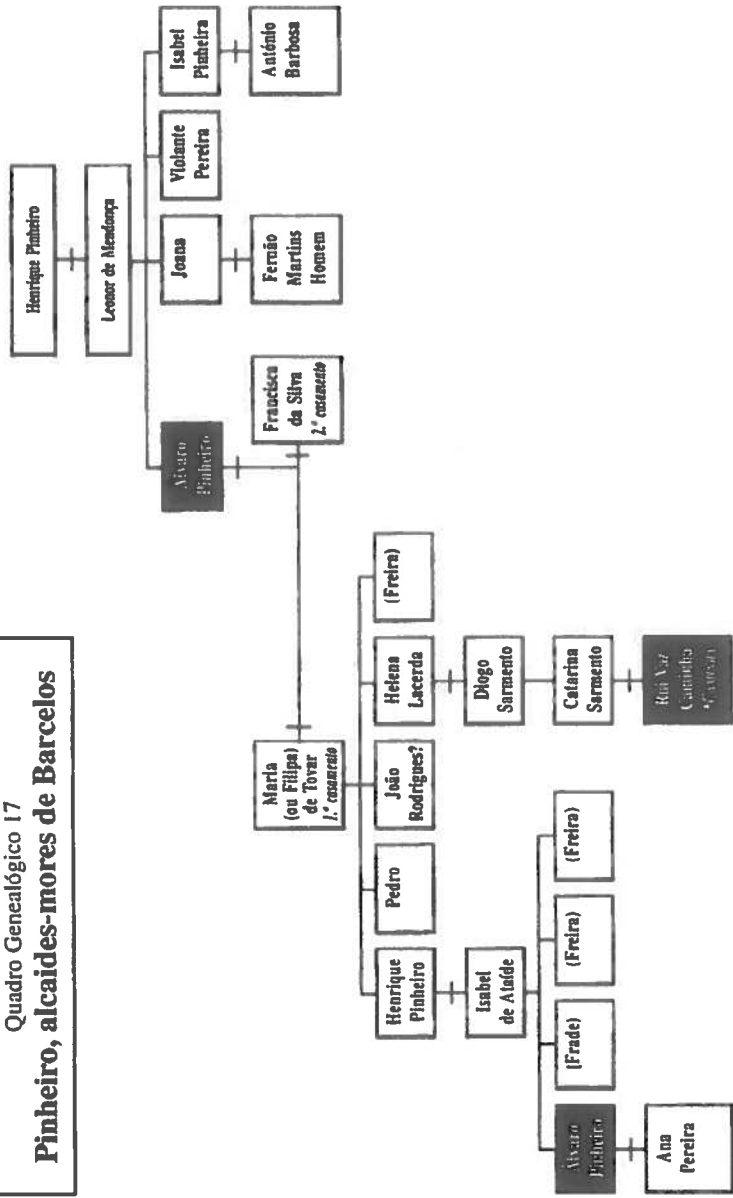 Quadro Genealógico 17
Pinheiro, alcaides-mores de Barcelos
Henrique Pinheiro
Leonor de Mendonça
Álvaro
Pinheiro
Joana
Violante
Pereira
Isabel
Pinheira
Fernão
Martins
Homem
António
Barbosa
Maria
(ou Filipa)
de Tovar
1.º casamento
Francisca
da Silva
2.º casamento
Henrique
Pinheiro
Pedro
João
Rodrigues?
Helena
Lacerda
(Freira)
Isabel
de Ataíde
Diogo
Sarmento
Catarina
Sarmento
Rui Vaz
Caminha
Álvaro
Pinheiro
(Frade)
(Freira)
(Freira)
Ana
Pereira